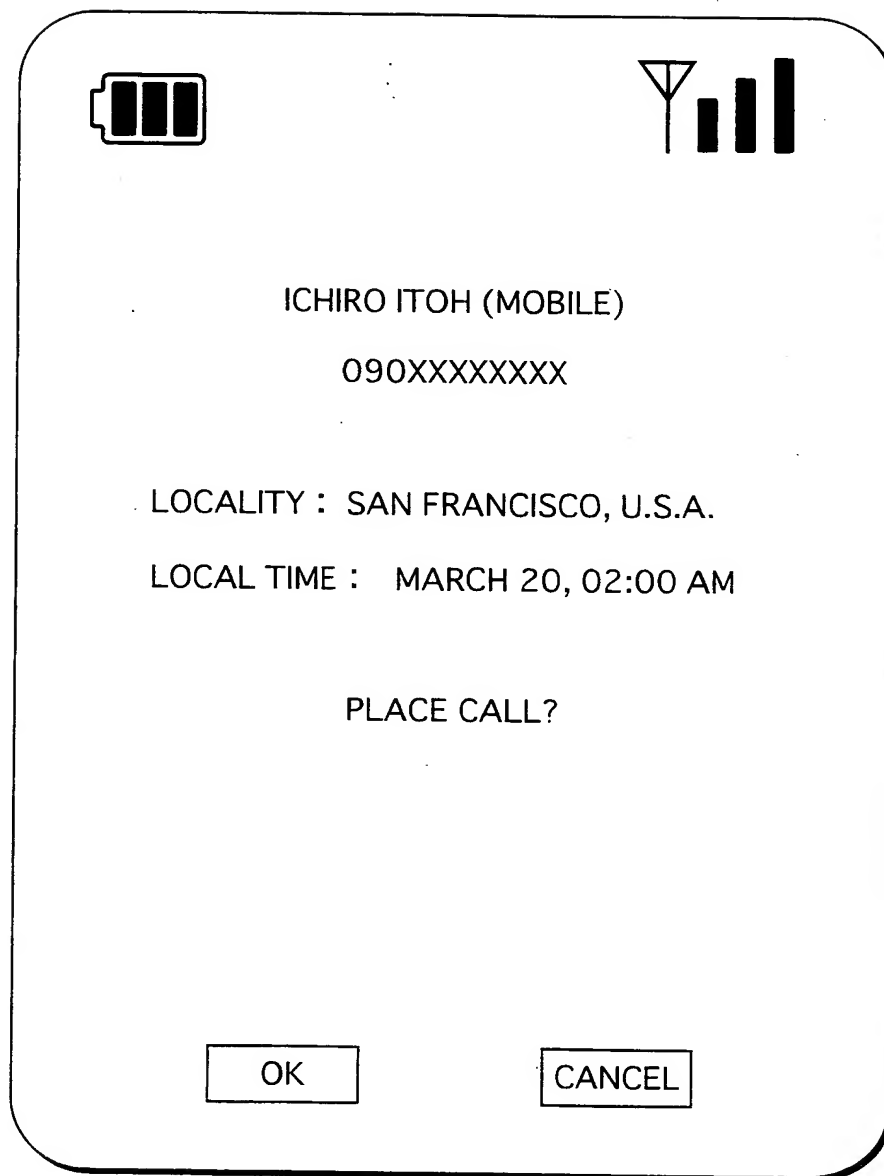 ICHIRO ITOH (MOBILE)
090XXXXXXXX
LOCALITY : SAN FRANCISCO, U.S.A.
LOCAL TIME : MARCH 20, 02:00 AM
PLACE CALL?
OK CANCEL